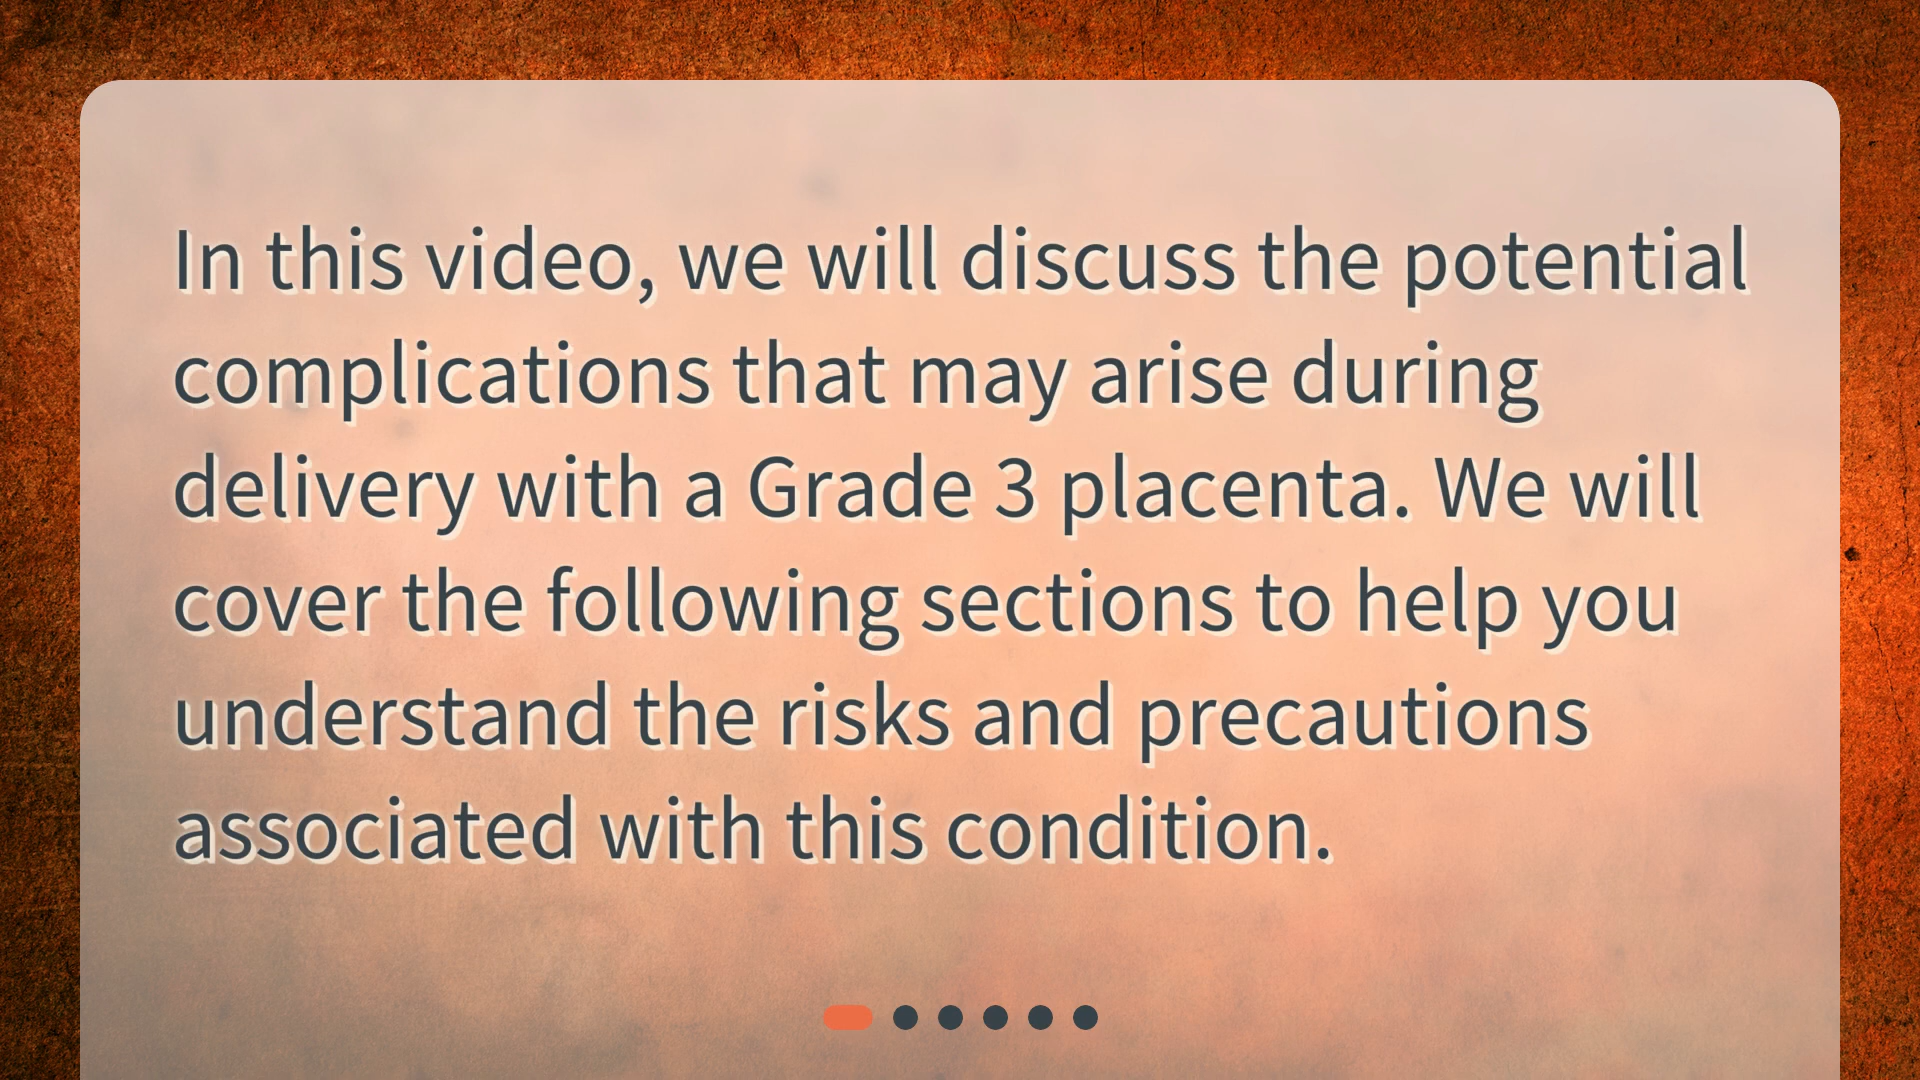 In this video, we will discuss the potential
complications that may arise during
delivery with a Grade 3 placenta. We will
cover the following sections to help you
understand the risks and precautions
associated with this condition.